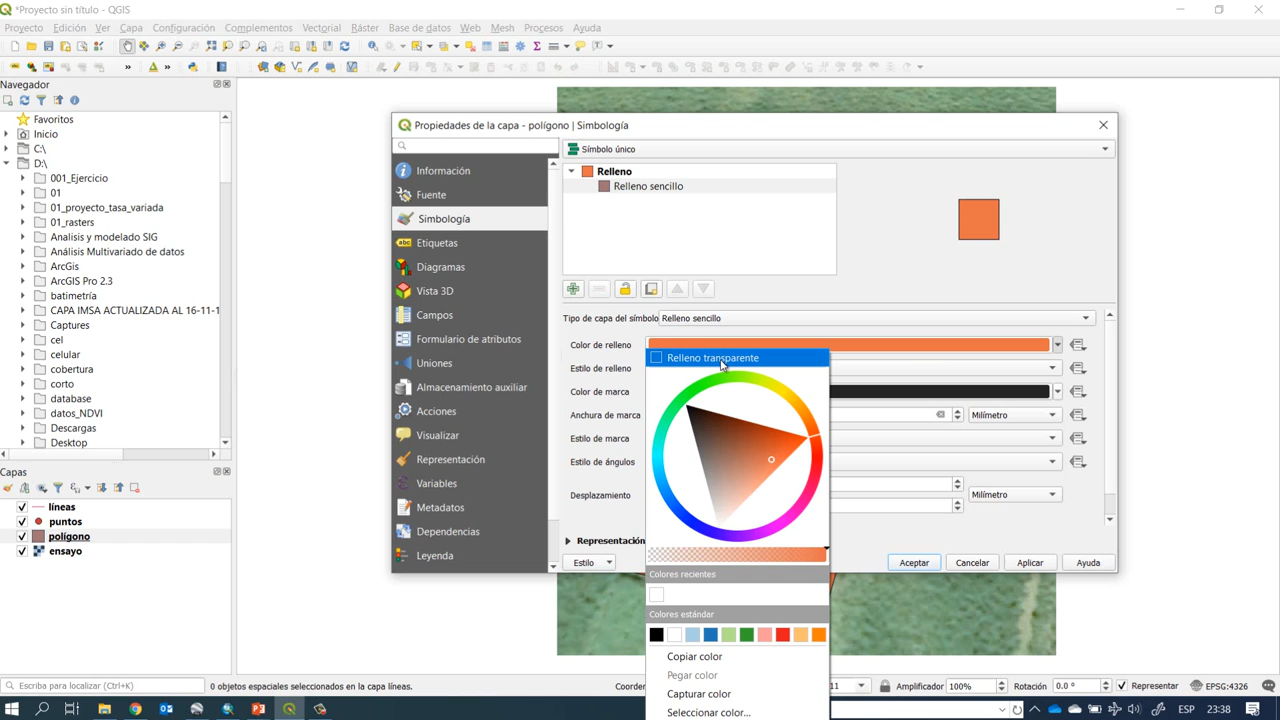 *Proyecto sin título - QGIS
Proyecto Edición Ver Capa Configuración Complementos Vectorial Ráster Base de datos Web Mesh Procesos Ayuda
Navegador
Favoritos
Inicio
C:\
D:\
001_Ejercicio
01
01_proyecto_tasa_variada
01_rasters
Analisis y modelado SIG
Análisis Multivariado de datos
ArcGis
ArcGIS Pro 2.3
batimetría
CAPA IMSA ACTUALIZADA AL 16-11-1
Captures
cel
celular
cobertura
corto
database
datos_NDVI
Descargas
Desktop
Capas
líneas
puntos
polígono
ensayo
Propiedades de la capa - polígono | Simbología
Información
Fuente
Simbología
abc Etiquetas
Diagramas
Vista 3D
Campos
Formulario de atributos
Uniones
Almacenamiento auxiliar
Acciones
Visualizar
Representación
Variables
Metadatos
Dependencias
Leyenda
Símbolo único
Relleno
Relleno sencillo
Tipo de capa del símbolo Relleno sencillo
Color de relleno
Estilo de relleno
Color de marca
Anchura de marca Milímetro
Estilo de marca
Estilo de ángulos
Desplazamiento Milímetro
Representación
Relleno transparente
Colores recientes
Colores estándar
Copiar color
Pegar color
Capturar color
Seleccionar color...
Estilo Aceptar Cancelar Aplicar Ayuda
Escriba para localizar (Ctrl+K) 0 objetos espaciales seleccionados en la capa líneas. Coorden 11 Amplificador 100% Rotación 0.0 ° Representar EPSG:4326
ESP 23:38